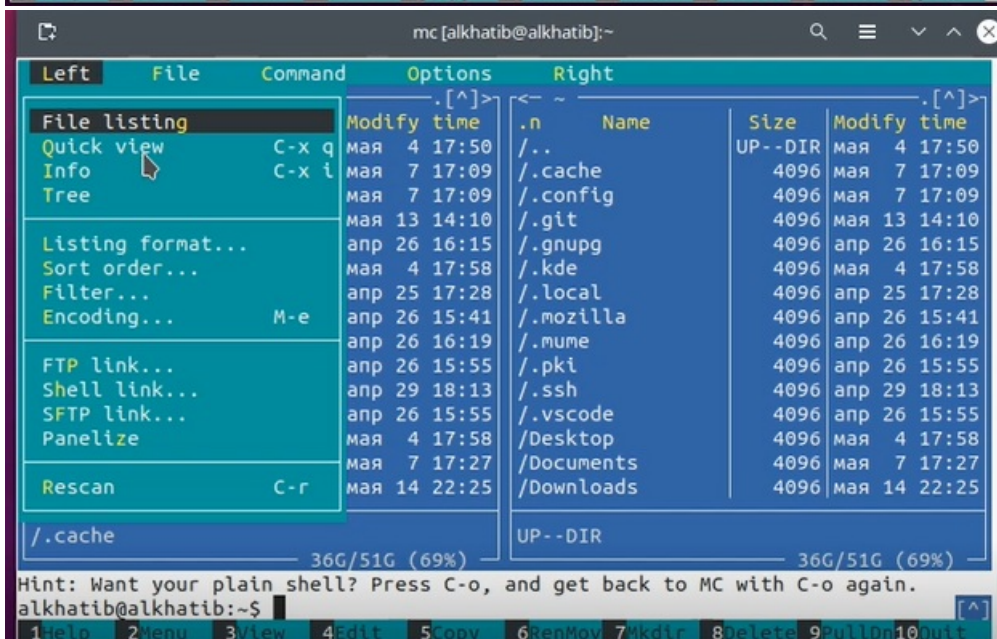 mc [alkhatib@alkhatib]:~
Left File Command Options Right
.[^]> <— ~ .[^]>
File listing Modify time .n Name Size Modify time
Quick view C-x q мая 4 17:50 /.. UP--DIR мая 4 17:50
Info C-x i мая 7 17:09 /.cache 4096 мая 7 17:09
Tree мая 7 17:09 /.config 4096 мая 7 17:09
мая 13 14:10 /.git 4096 мая 13 14:10
Listing format... апр 26 16:15 /.gnupg 4096 апр 26 16:15
Sort order... мая 4 17:58 /.kde 4096 мая 4 17:58
Filter... апр 25 17:28 /.local 4096 апр 25 17:28
Encoding... M-e апр 26 15:41 /.mozilla 4096 апр 26 15:41
апр 26 16:19 /.mume 4096 апр 26 16:19
FTP link... апр 26 15:55 /.pki 4096 апр 26 15:55
Shell link... апр 29 18:13 /.ssh 4096 апр 29 18:13
SFTP link... апр 26 15:55 /.vscode 4096 апр 26 15:55
Panelize мая 4 17:58 /Desktop 4096 мая 4 17:58
мая 7 17:27 /Documents 4096 мая 7 17:27
Rescan C-r мая 14 22:25 /Downloads 4096 мая 14 22:25
/.cache UP--DIR
36G/51G (69%) 36G/51G (69%)
Hint: Want your plain shell? Press C-o, and get back to MC with C-o again.
alkhatib@alkhatib:~$ [^]
1Help 2Menu 3View 4Edit 5Copy 6RenMov 7Mkdir 8Delete 9PullDn 10Quit